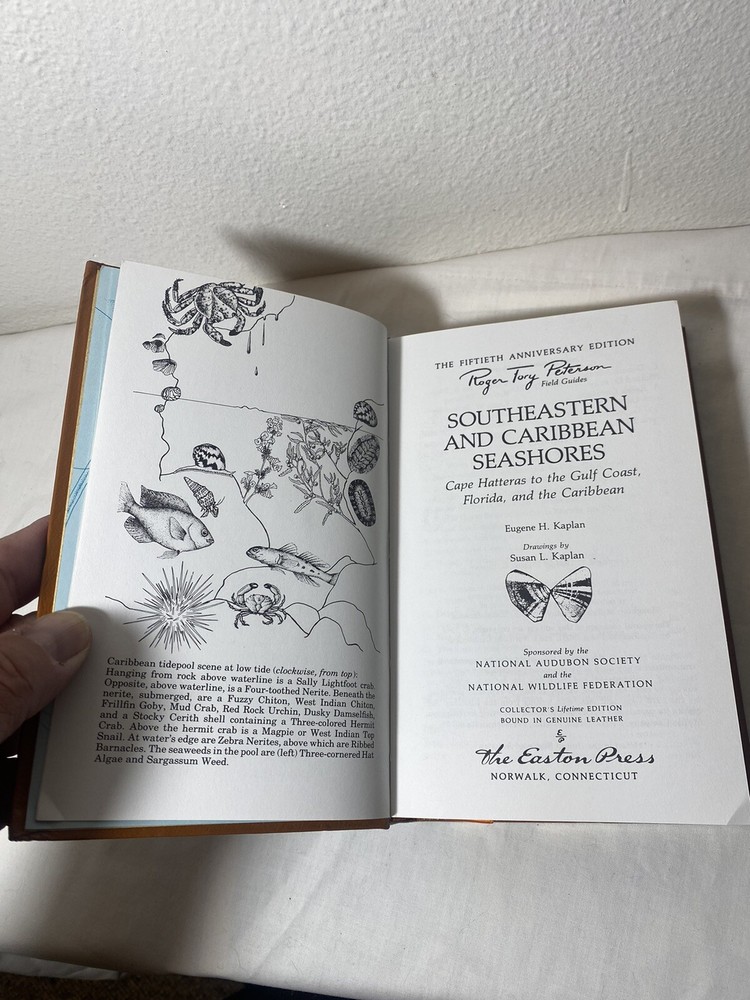 Caribbean tidepool scene at low tide (clockwise, from top):
Hanging from rock above waterline is a Sally Lightfoot crab.
Opposite, above waterline, is a Four-toothed Nerite. Beneath the
nerite, submerged, are a Fuzzy Chiton, West Indian Chiton,
Frillfin Goby, Mud Crab, Red Rock Urchin, Dusky Damselfish,
and a Stocky Cerith shell containing a Three-colored Hermit
Crab. Above the hermit crab is a Magpie or West Indian Top
Snail. At water's edge are Zebra Nerites, above which are Ribbed
Barnacles. The seaweeds in the pool are (left) Three-cornered Hat
Algae and Sargassum Weed.
THE FIFTIETH ANNIVERSARY EDITION
Roger Tory Peterson
Field Guides
SOUTHEASTERN
AND CARIBBEAN
SEASHORES
Cape Hatteras to the Gulf Coast,
Florida, and the Caribbean
Eugene H. Kaplan
Drawings by
Susan L. Kaplan
Sponsored by the
NATIONAL AUDUBON SOCIETY
and the
NATIONAL WILDLIFE FEDERATION
COLLECTOR'S Lifetime EDITION
BOUND IN GENUINE LEATHER
The Easton Press
NORWALK, CONNECTICUT